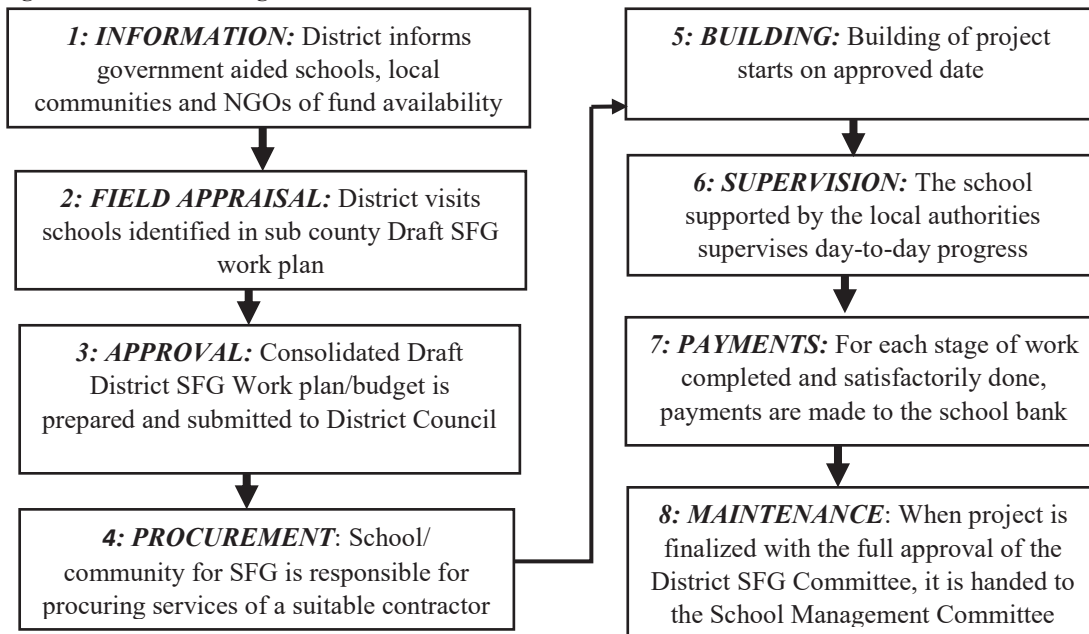 1: INFORMATION: District informs
government aided schools, local
communities and NGOs of fund availability
2: FIELD APPRAISAL: District visits
schools identified in sub county Draft SFG
work plan
3: APPROVAL: Consolidated Draft
District SFG Work plan/budget is
prepared and submitted to District Council
4: PROCUREMENT: School/
community for SFG is responsible for
procuring services of a suitable contractor
5: BUILDING: Building of project
starts on approved date
6: SUPERVISION: The school
supported by the local authorities
supervises day-to-day progress
7: PAYMENTS: For each stage of work
completed and satisfactorily done,
payments are made to the school bank
8: MAINTENANCE: When project is
finalized with the full approval of the
District SFG Committee, it is handed to
the School Management Committee